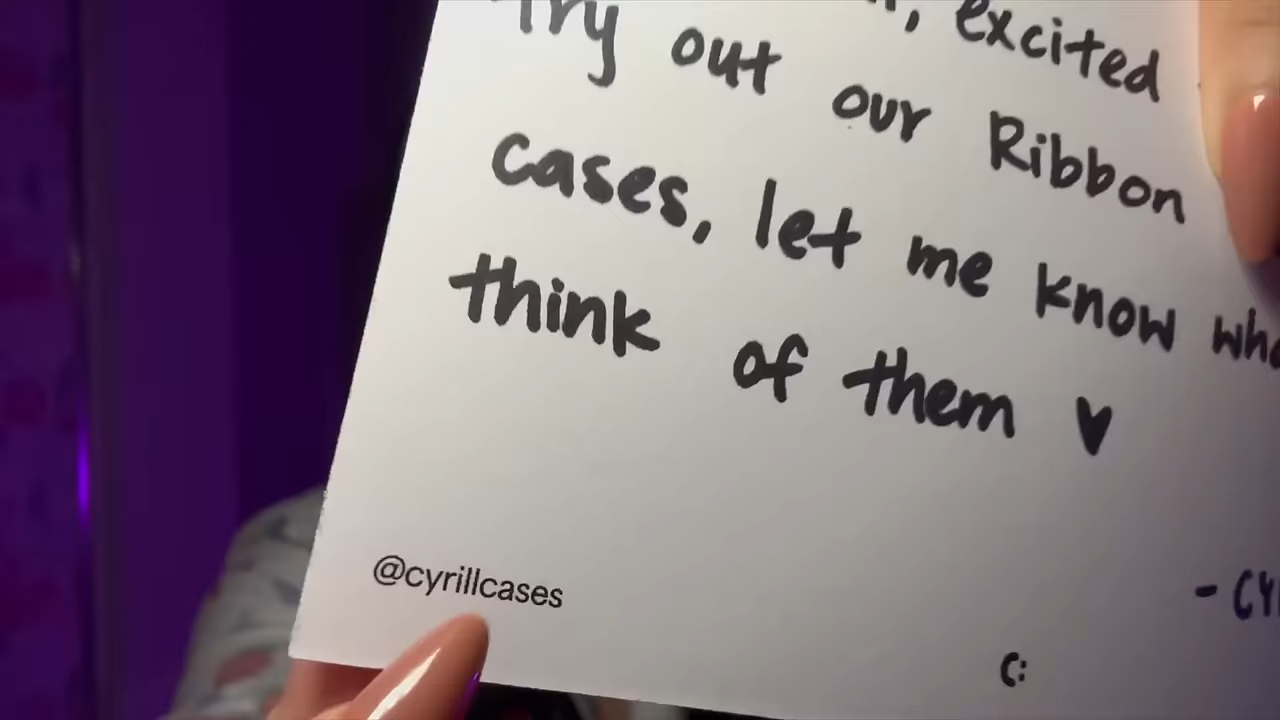 try out our Ribbon
excited
cases, let me know
think of them
@cyrillcases
C: